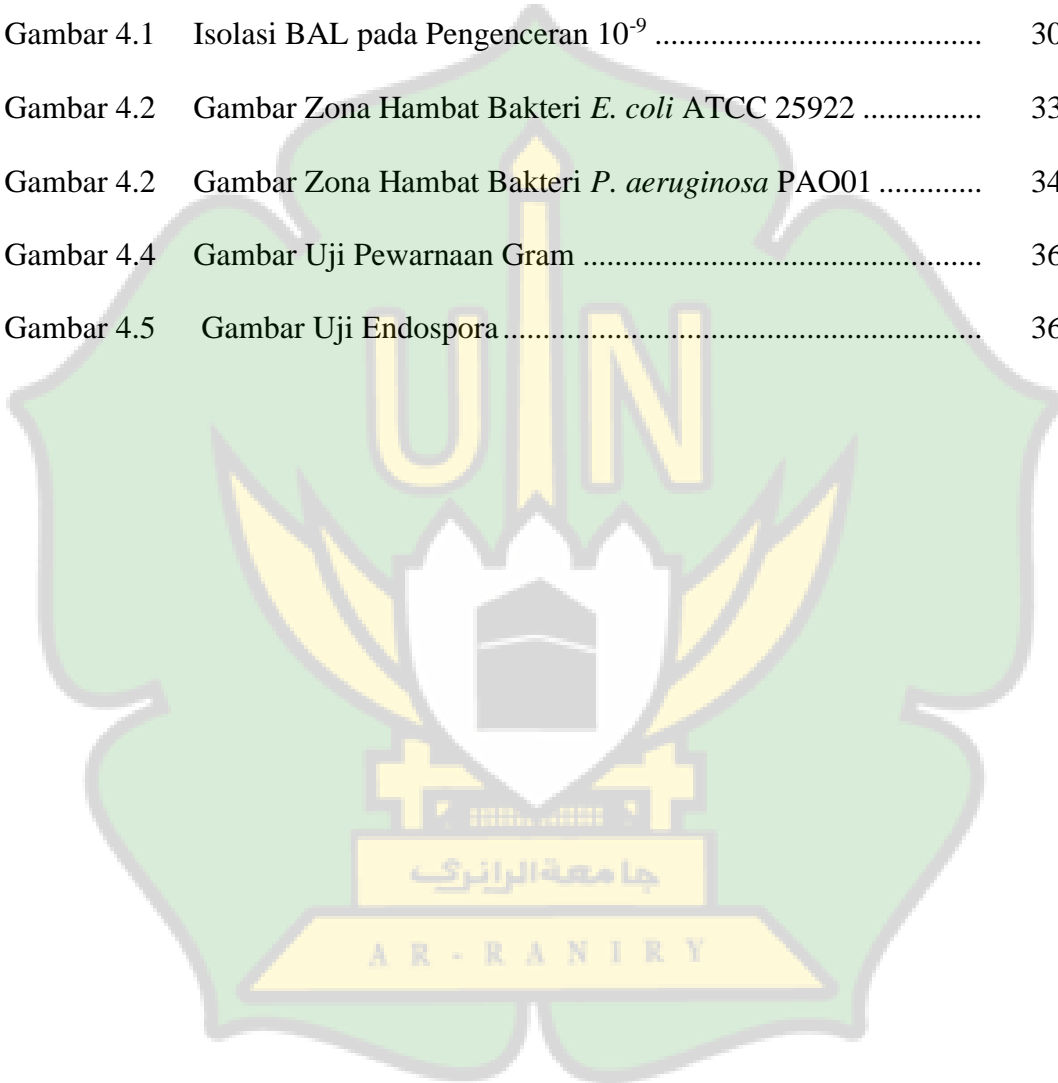 Gambar 4.1 Isolasi BAL pada Pengenceran 10-9 ................................... 30
Gambar 4.2 Gambar Zona Hambat Bakteri E. coli ATCC 25922 .............. 33
Gambar 4.2 Gambar Zona Hambat Bakteri P. aeruginosa PAO01 ............. 34
Gambar 4.4 Gambar Uji Pewarnaan Gram ........................................... 36
Gambar 4.5 Gambar Uji Endospora ................................................... 36
UIN
جامعةالرانري
AR-RANIRY